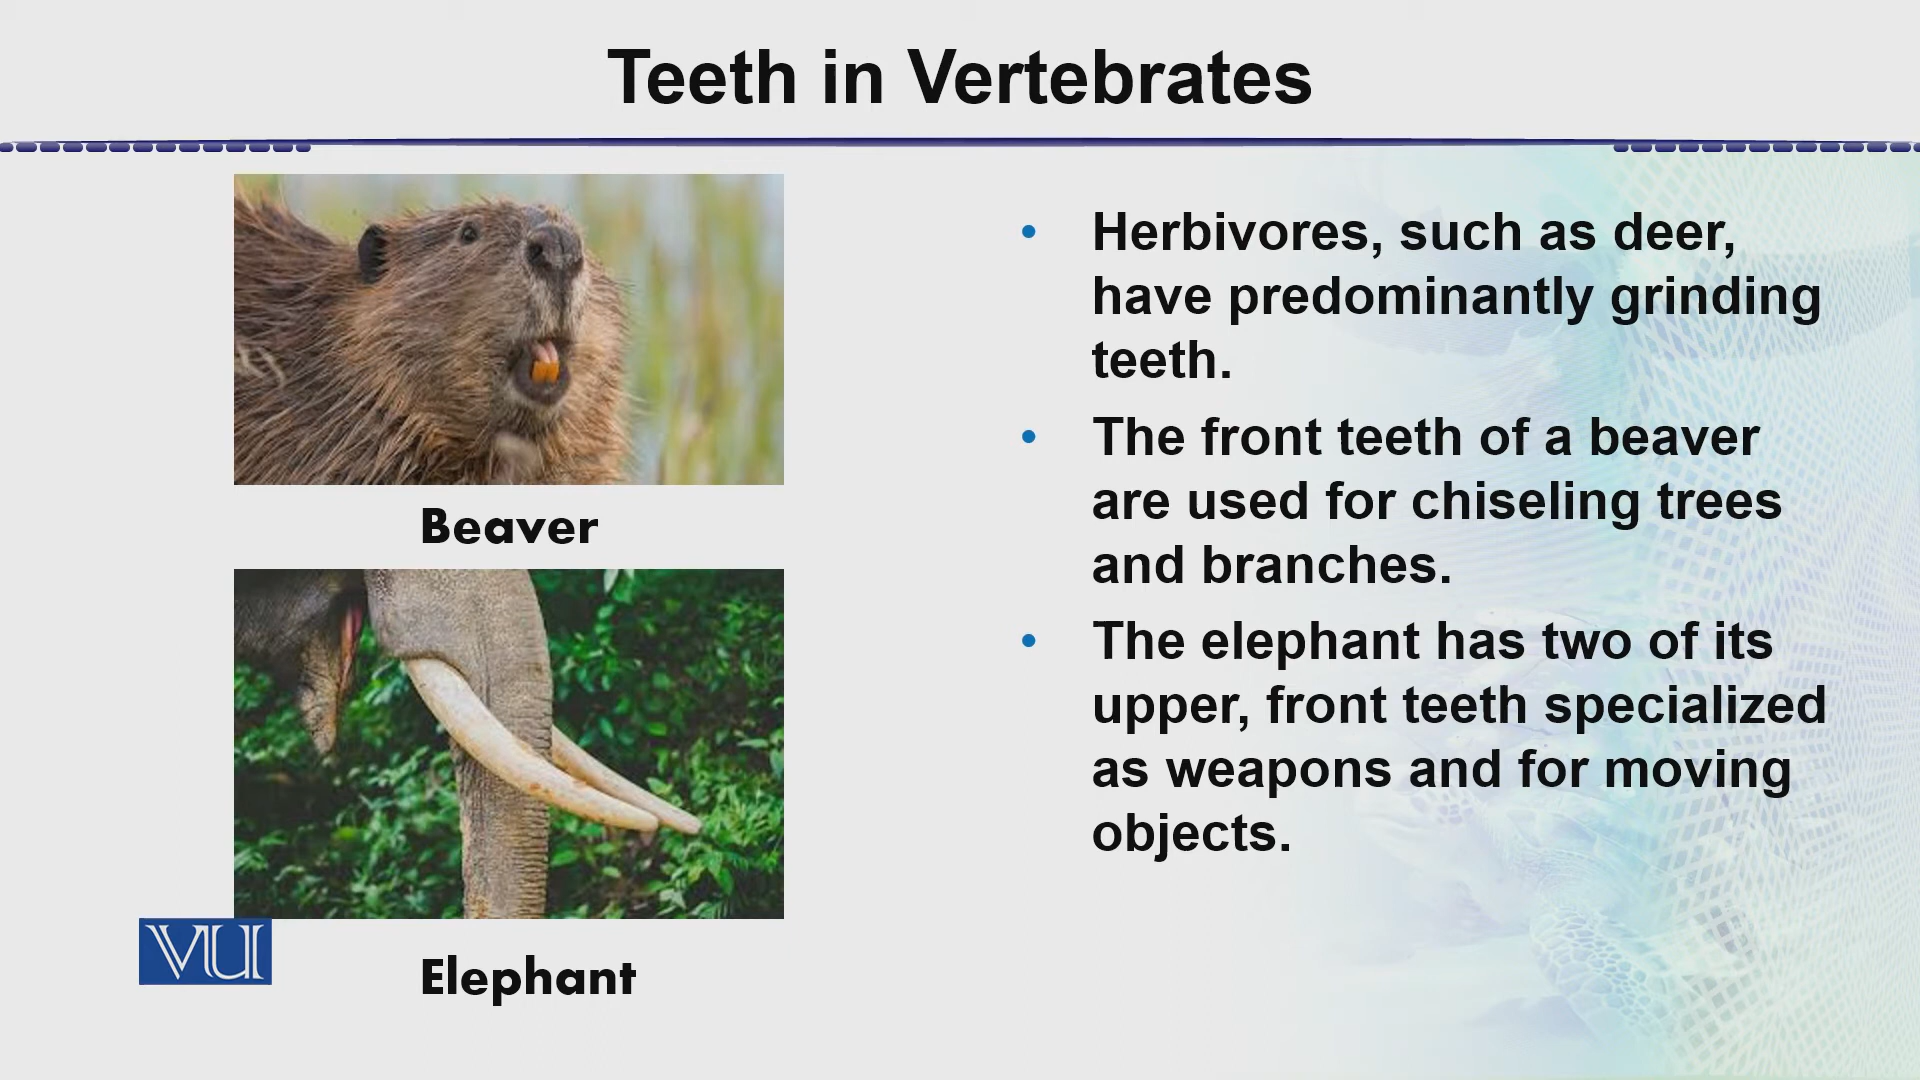 Teeth in Vertebrates
Beaver
Elephant
VU
• Herbivores, such as deer,
have predominantly grinding
teeth.
• The front teeth of a beaver
are used for chiseling trees
and branches.
• The elephant has two of its
upper, front teeth specialized
as weapons and for moving
objects.